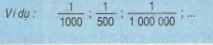 Ví dụ: 1/1000 ; 1/500 ; 1/1 000 000 ; ...